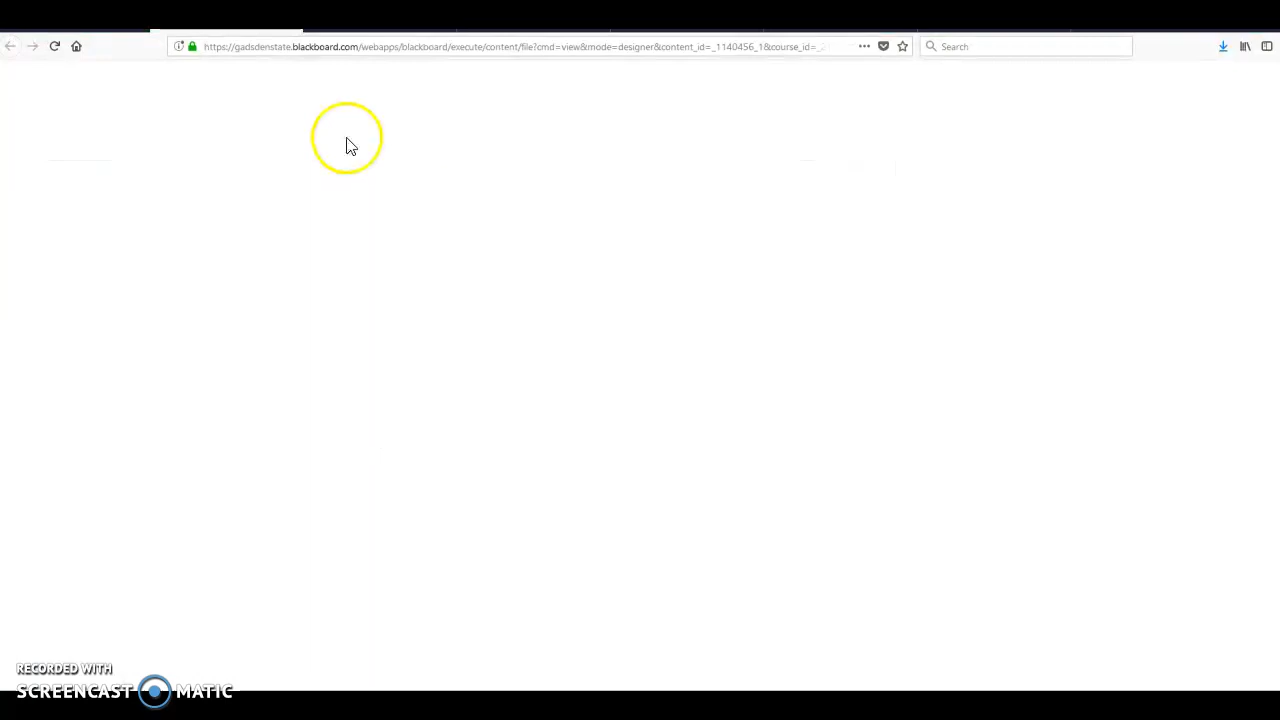 https://gadsdenstate.blackboard.com/webapps/blackboard/execute/content/file?cmd=view&mode=designer&content_id=_1140456_1&course_id=_
Search
RECORDED WITH
SCREENCAST MATIC